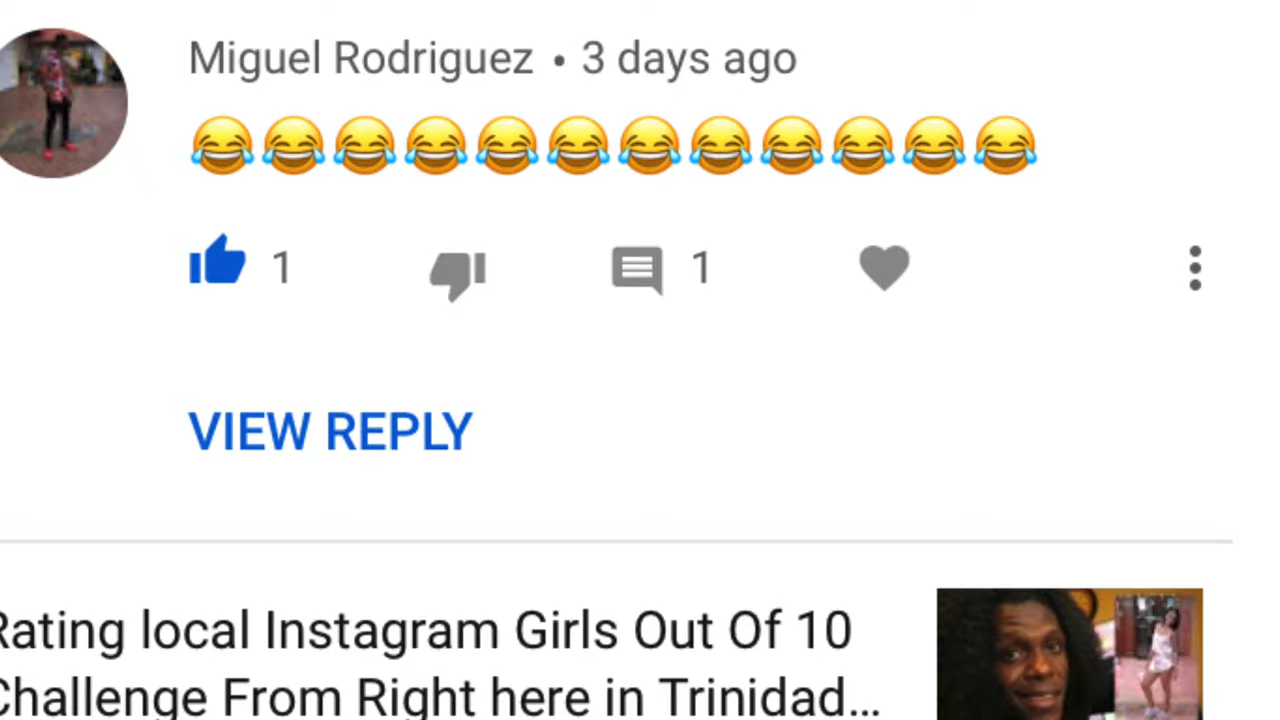 Miguel Rodriguez • 3 days ago
😂😂😂😂😂😂😂😂😂😂😂😂
1 1
VIEW REPLY
Rating local Instagram Girls Out Of 10
Challenge From Right here in Trinidad...